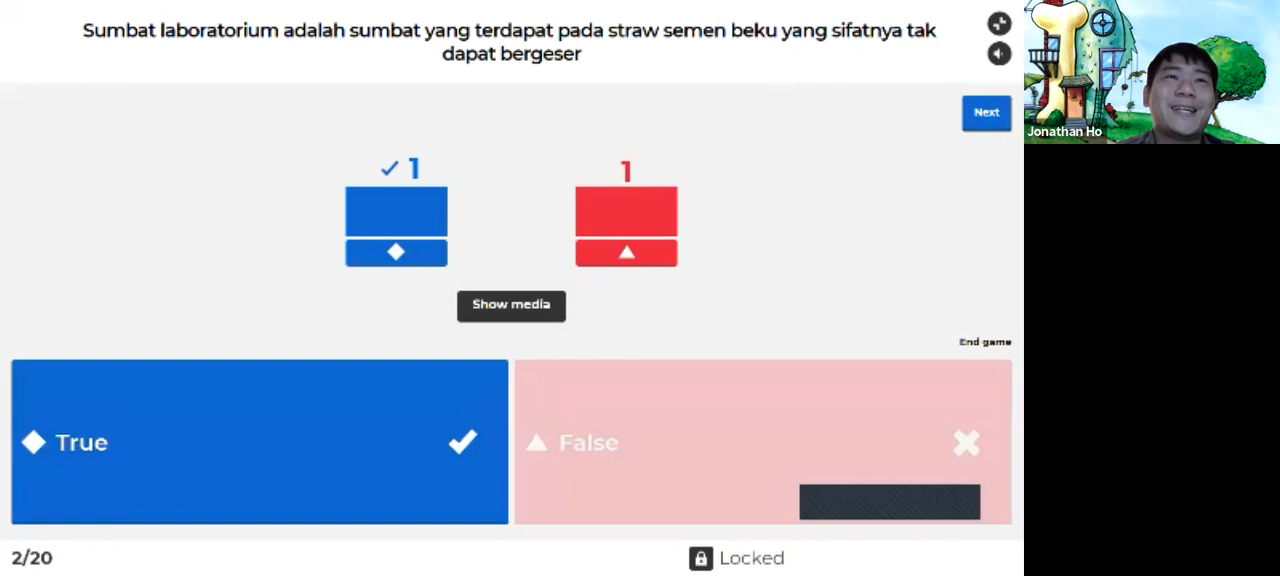 Sumbat laboratorium adalah sumbat yang terdapat pada straw semen beku yang sifatnya tak
dapat bergeser
Jonathan Ho
Next
1
1
Show media
End game
True
False
2/20
Locked